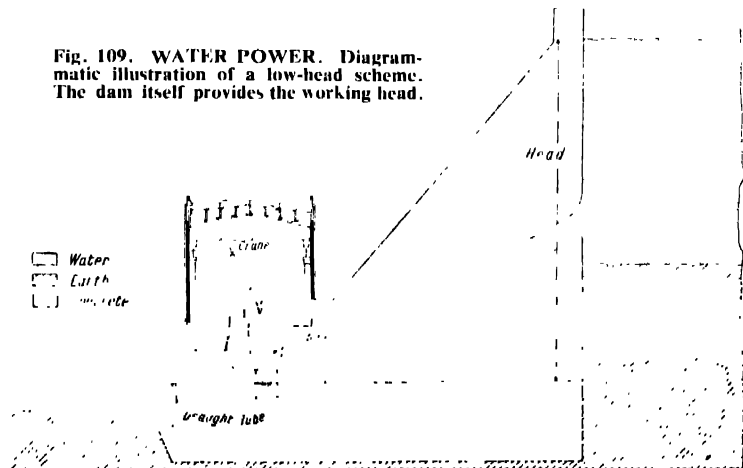 Fig. 109. WATER POWER. Diagram-
matic illustration of a low-head scheme.
The dam itself provides the working head.
Head
Crane
Water
Earth
Draught tube